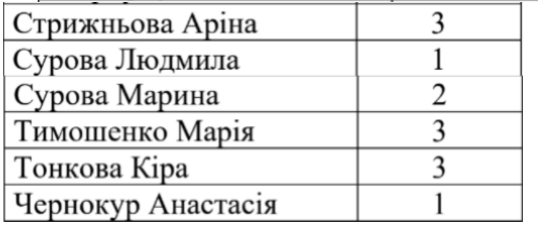 Стрижньова Аріна 3
Сурова Людмила 1
Сурова Марина 2
Тимошенко Марія 3
Тонкова Кіра 3
Чернокур Анастасія 1